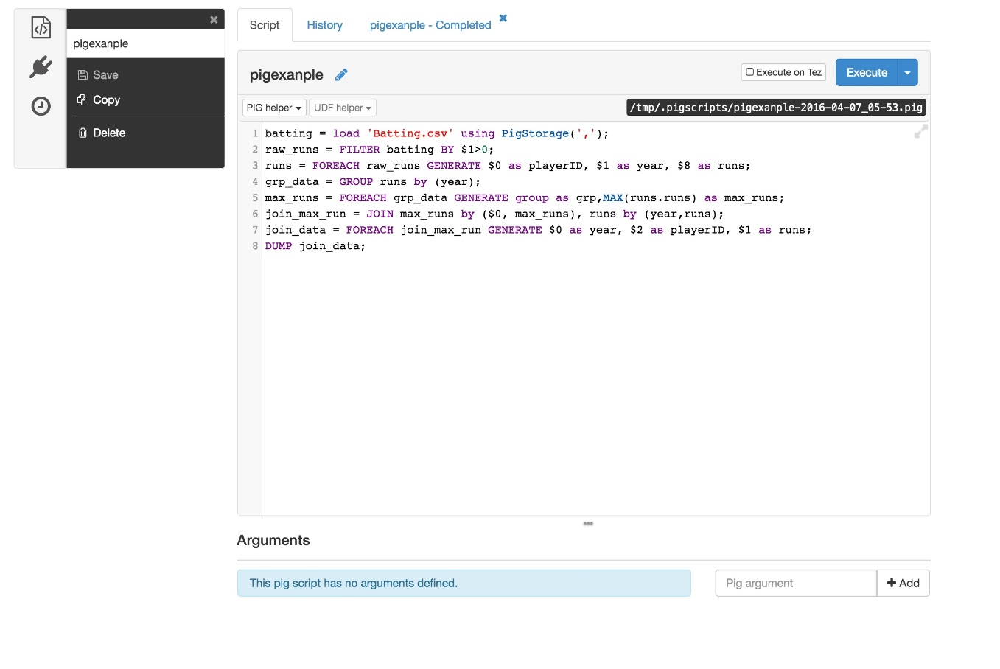 pigexanple
Save
Copy
Delete
Script
History
pigexanple - Completed
pigexanple
Execute on Tez
Execute
PIG helper
UDF helper
/tmp/.pigscripts/pigexanple-2016-04-07_05-53.pig
1 batting = load 'Batting.csv' using PigStorage(',');
2 raw_runs = FILTER batting BY $1>0;
3 runs = FOREACH raw_runs GENERATE $0 as playerID, $1 as year, $8 as runs;
4 grp_data = GROUP runs by (year);
5 max_runs = FOREACH grp_data GENERATE group as grp,MAX(runs.runs) as max_runs;
6 join_max_run = JOIN max_runs by ($0, max_runs), runs by (year,runs);
7 join_data = FOREACH join_max_run GENERATE $0 as year, $2 as playerID, $1 as runs;
8 DUMP join_data;
Arguments
This pig script has no arguments defined.
Pig argument
+ Add